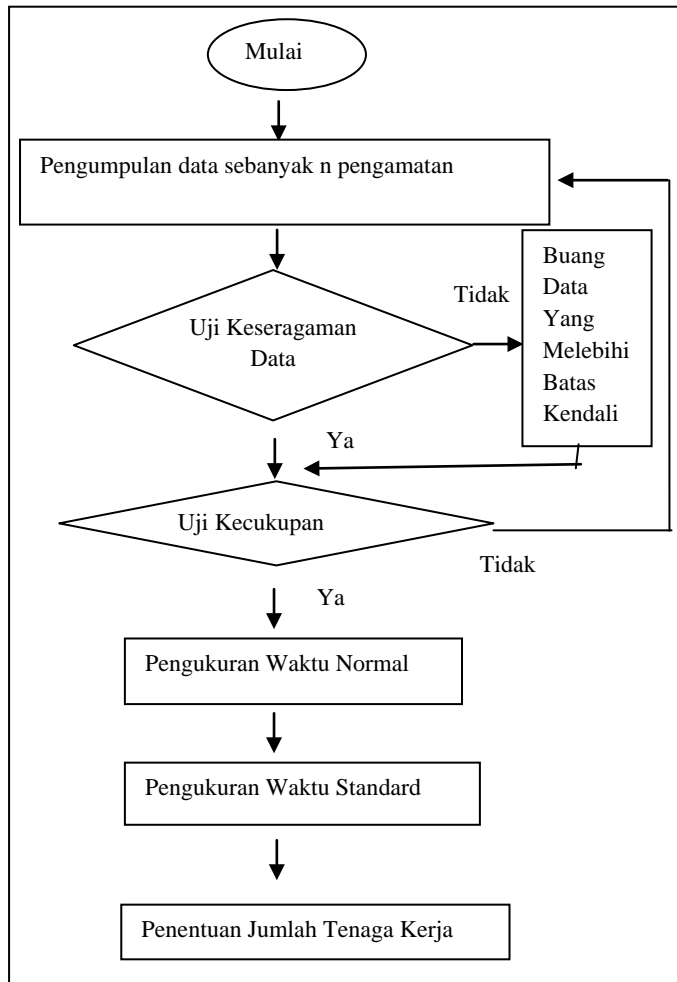 Mulai
Pengumpulan data sebanyak n pengamatan
Uji Keseragaman
Data
Tidak
Buang
Data
Yang
Melebihi
Batas
Kendali
Ya
Uji Kecukupan
Tidak
Ya
Pengukuran Waktu Normal
Pengukuran Waktu Standard
Penentuan Jumlah Tenaga Kerja